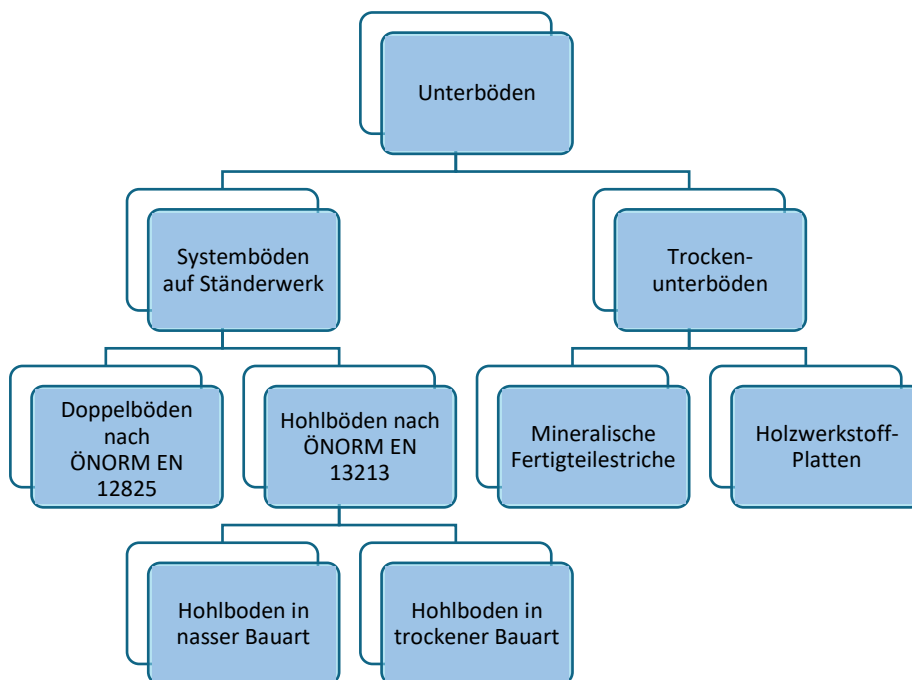 Unterböden
Systemböden
auf Ständerwerk
Trocken-
unterböden
Doppelböden
nach
ÖNORM EN
12825
Hohlböden nach
ÖNORM EN
13213
Mineralische
Fertigteilestriche
Holzwerkstoff-
Platten
Hohlboden in
nasser Bauart
Hohlboden in
trockener Bauart